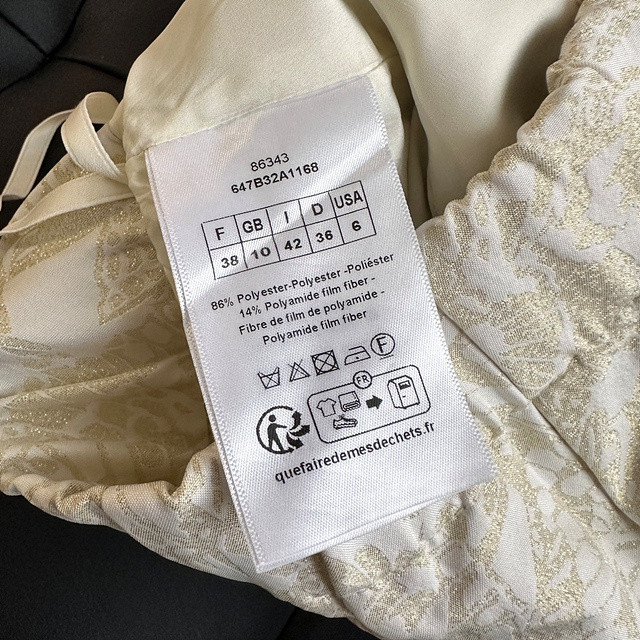 86343
647B32A1168
F GB I D USA
38 10 42 36 6
86% Polyester-Polyester -Poliéster
14% Polyamide film fiber -
Fibre de film de polyamide -
Polyamide film fiber
F
FR
quefairedemesdechets.fr